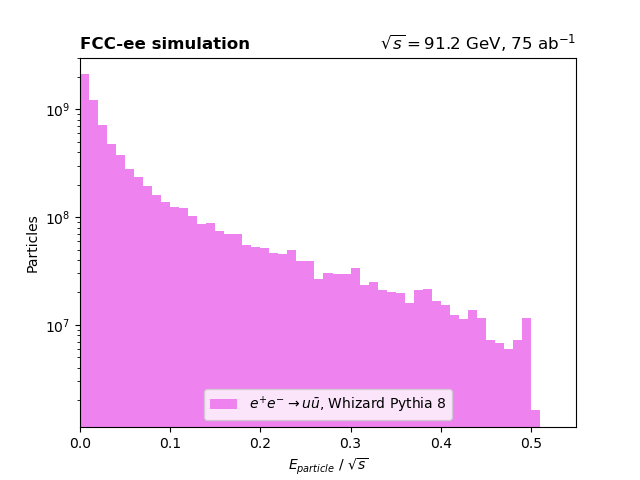 FCC-ee simulation √s = 91.2 GeV, 75 ab⁻¹
10⁹
10⁸
10⁷
Particles
e⁺e⁻ → uū, Whizard Pythia 8
0.0 0.1 0.2 0.3 0.4 0.5
E_particle / √s